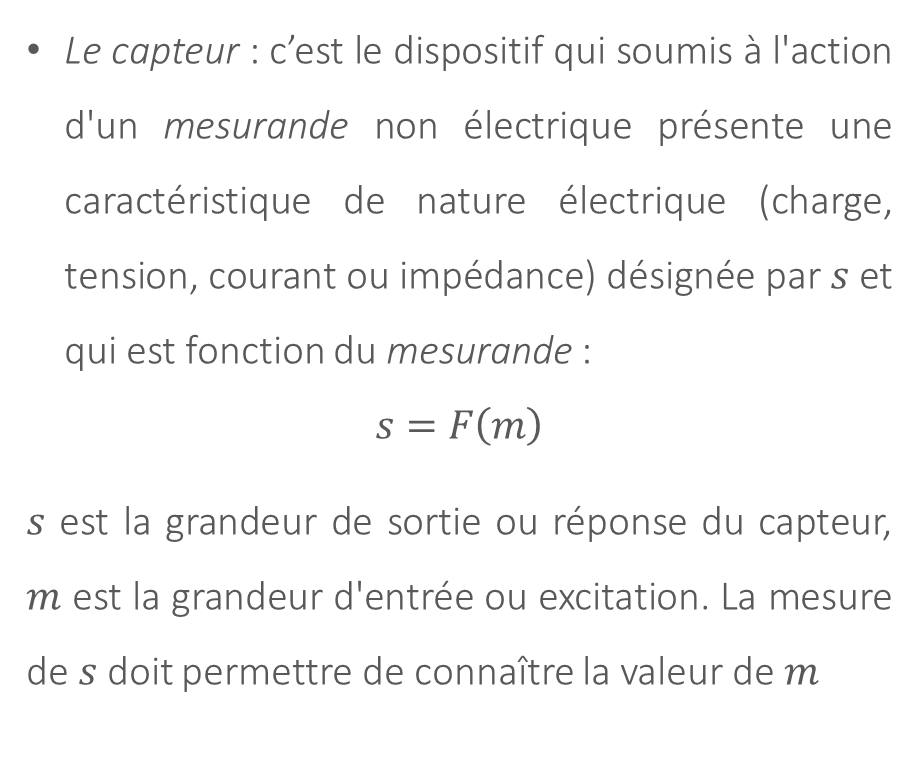 • Le capteur : c’est le dispositif qui soumis à l'action
d'un mesurande non électrique présente une
caractéristique de nature électrique (charge,
tension, courant ou impédance) désignée par s et
qui est fonction du mesurande :
s = F(m)
s est la grandeur de sortie ou réponse du capteur,
m est la grandeur d'entrée ou excitation. La mesure
de s doit permettre de connaître la valeur de m